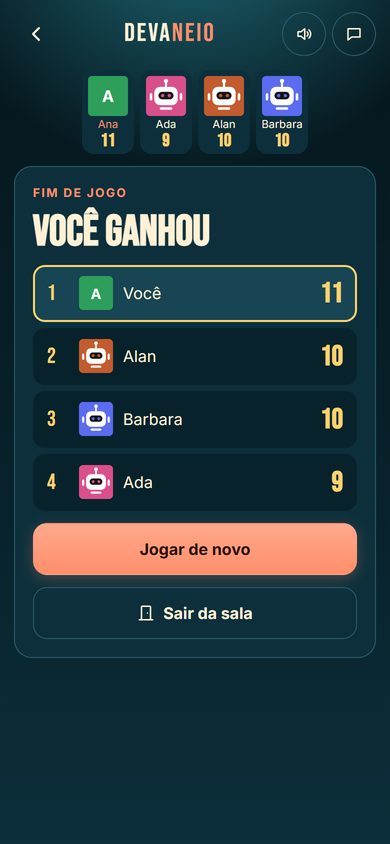 DEVANEIO
A
Ana
11
Ada
9
Alan
10
Barbara
10
FIM DE JOGO
VOCÊ GANHOU
1 A Você 11
2 Alan 10
3 Barbara 10
4 Ada 9
Jogar de novo
Sair da sala